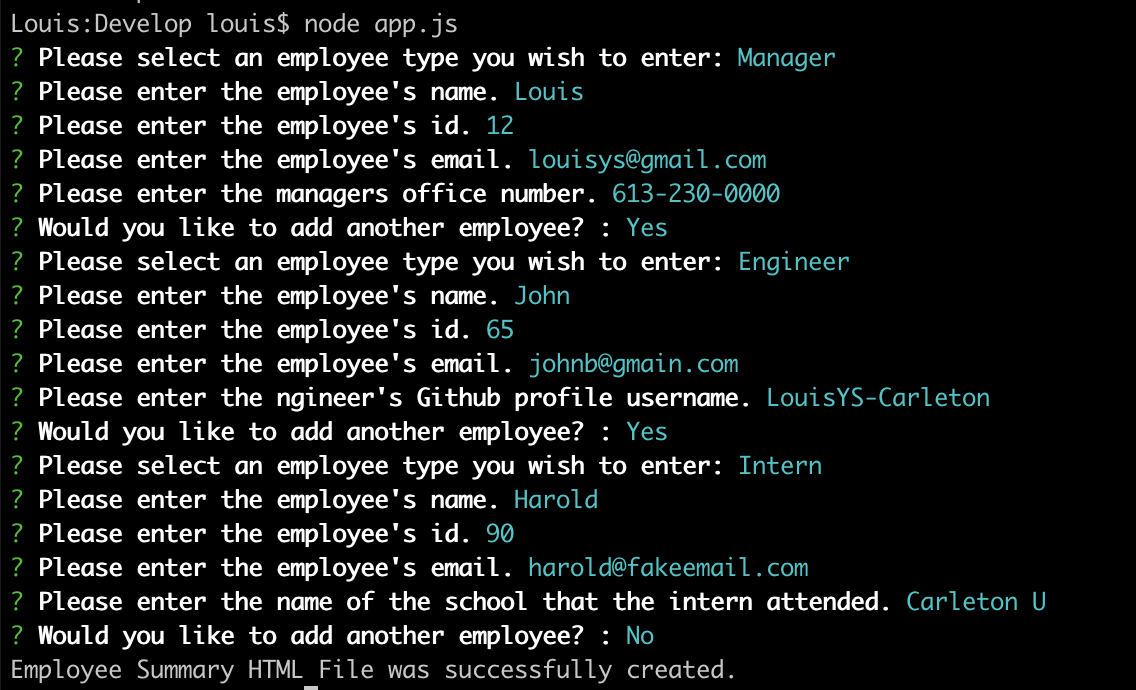 Louis:Develop louis$ node app.js
? Please select an employee type you wish to enter: Manager
? Please enter the employee's name. Louis
? Please enter the employee's id. 12
? Please enter the employee's email. louisys@gmail.com
? Please enter the managers office number. 613-230-0000
? Would you like to add another employee? : Yes
? Please select an employee type you wish to enter: Engineer
? Please enter the employee's name. John
? Please enter the employee's id. 65
? Please enter the employee's email. johnb@gmain.com
? Please enter the ngineer's Github profile username. LouisYS-Carleton
? Would you like to add another employee? : Yes
? Please select an employee type you wish to enter: Intern
? Please enter the employee's name. Harold
? Please enter the employee's id. 90
? Please enter the employee's email. harold@fakeemail.com
? Please enter the name of the school that the intern attended. Carleton U
? Would you like to add another employee? : No
Employee Summary HTML File was successfully created.